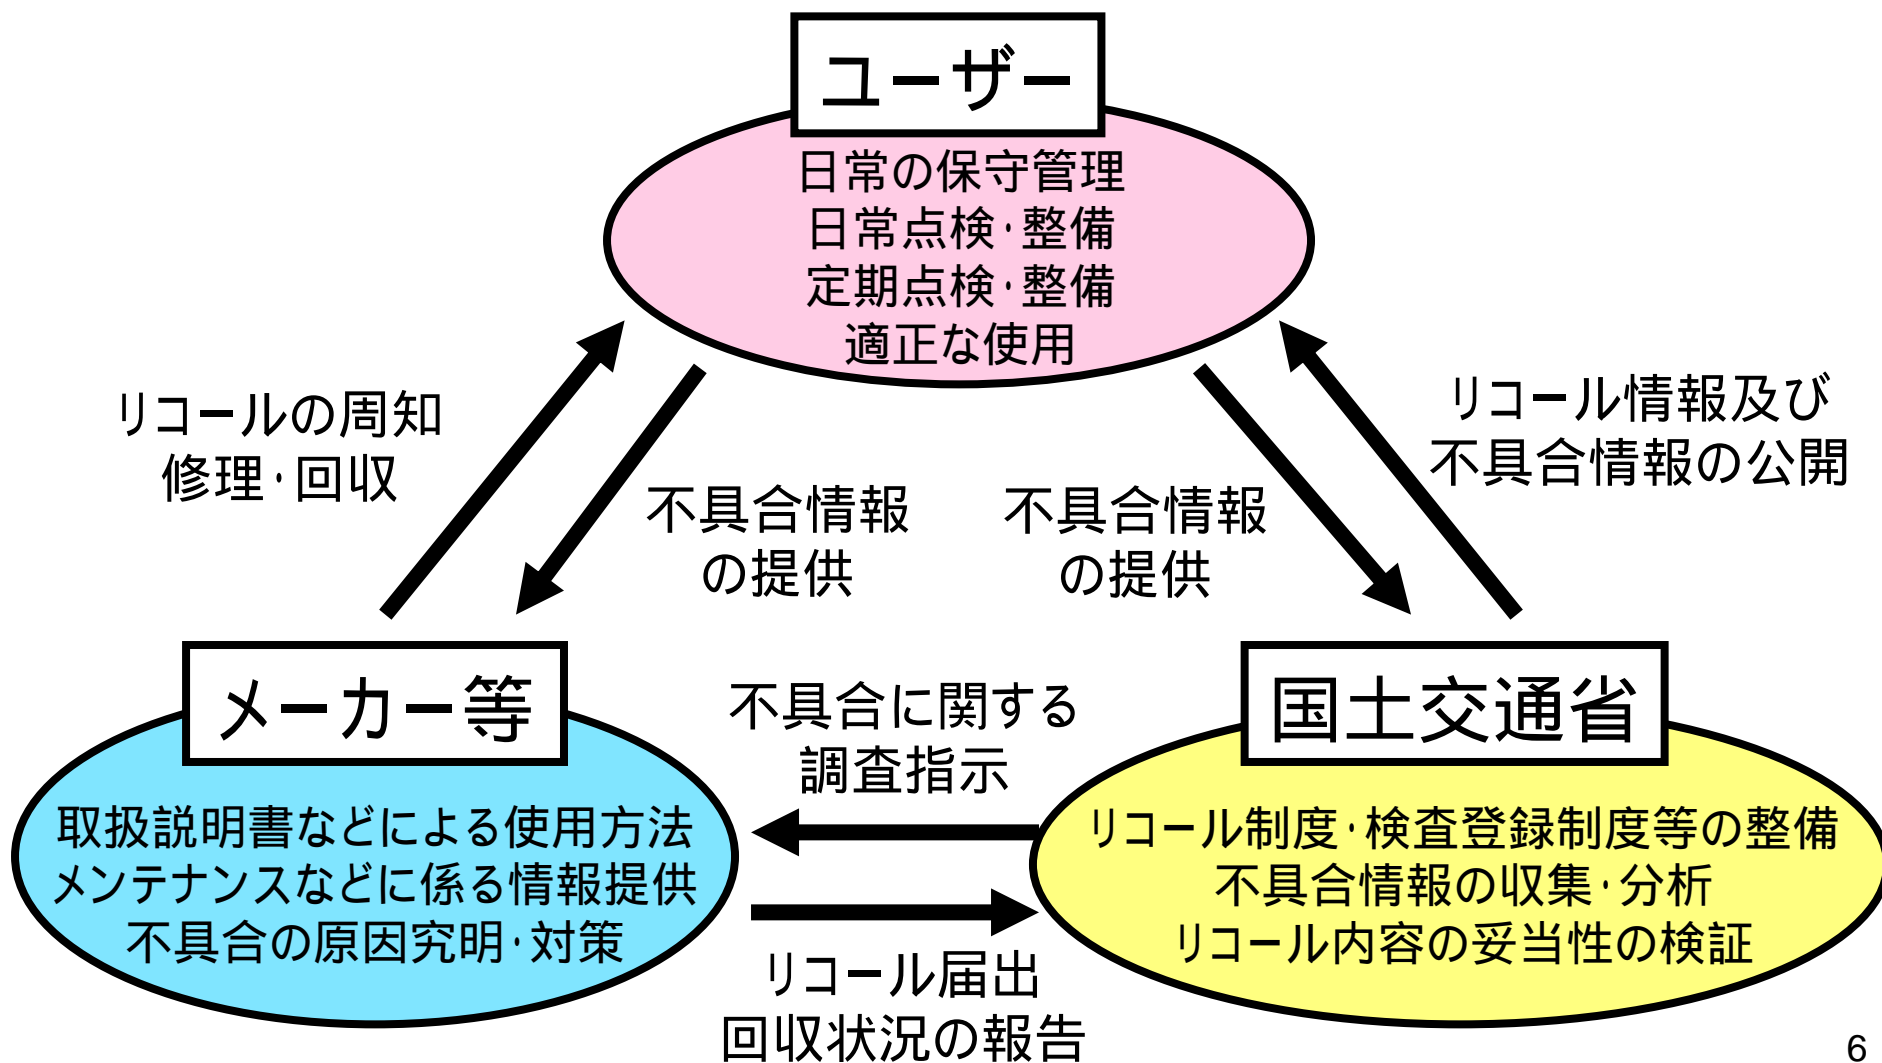 ユーザー
日常の保守管理
日常点検・整備
定期点検・整備
適正な使用
リコールの周知
修理・回収
不具合情報
の提供
不具合情報
の提供
リコール情報及び
不具合情報の公開
メーカー等
取扱説明書などによる使用方法
メンテナンスなどに係る情報提供
不具合の原因究明・対策
不具合に関する
調査指示
リコール届出
回収状況の報告
国土交通省
リコール制度・検査登録制度等の整備
不具合情報の収集・分析
リコール内容の妥当性の検証
6